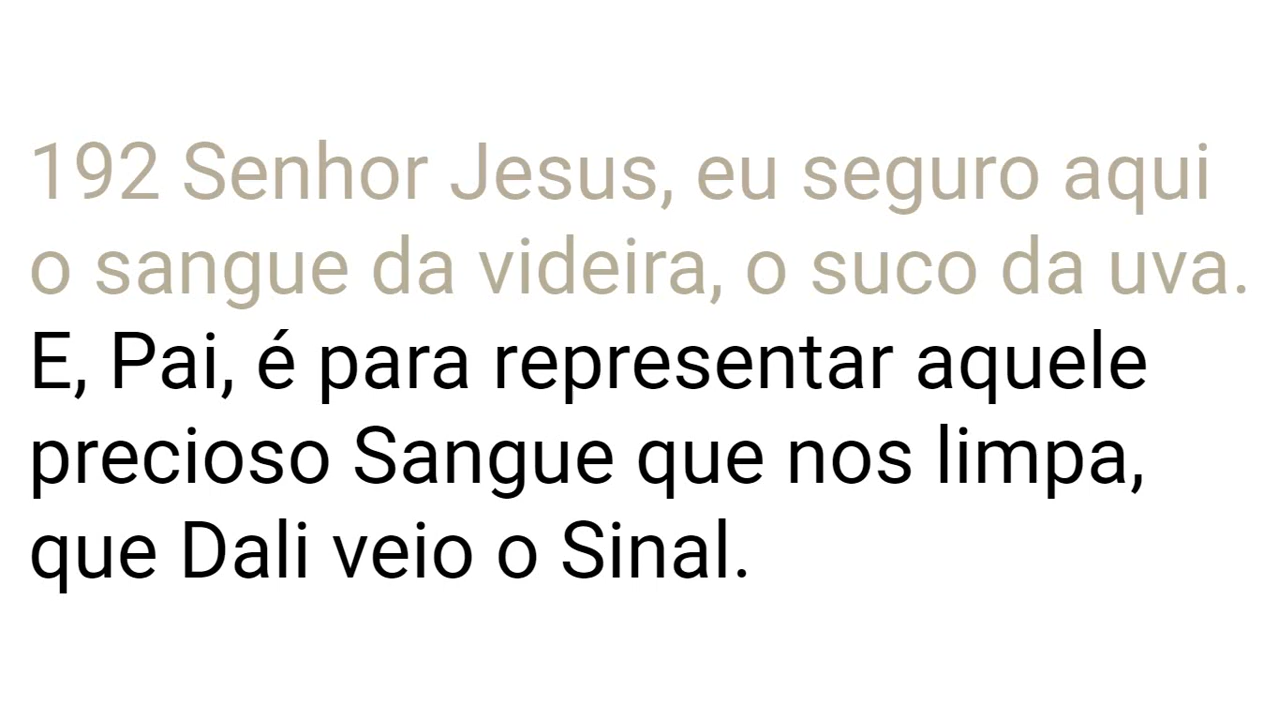 192 Senhor Jesus, eu seguro aqui
o sangue da videira, o suco da uva.
E, Pai, é para representar aquele
precioso Sangue que nos limpa,
que Dali veio o Sinal.